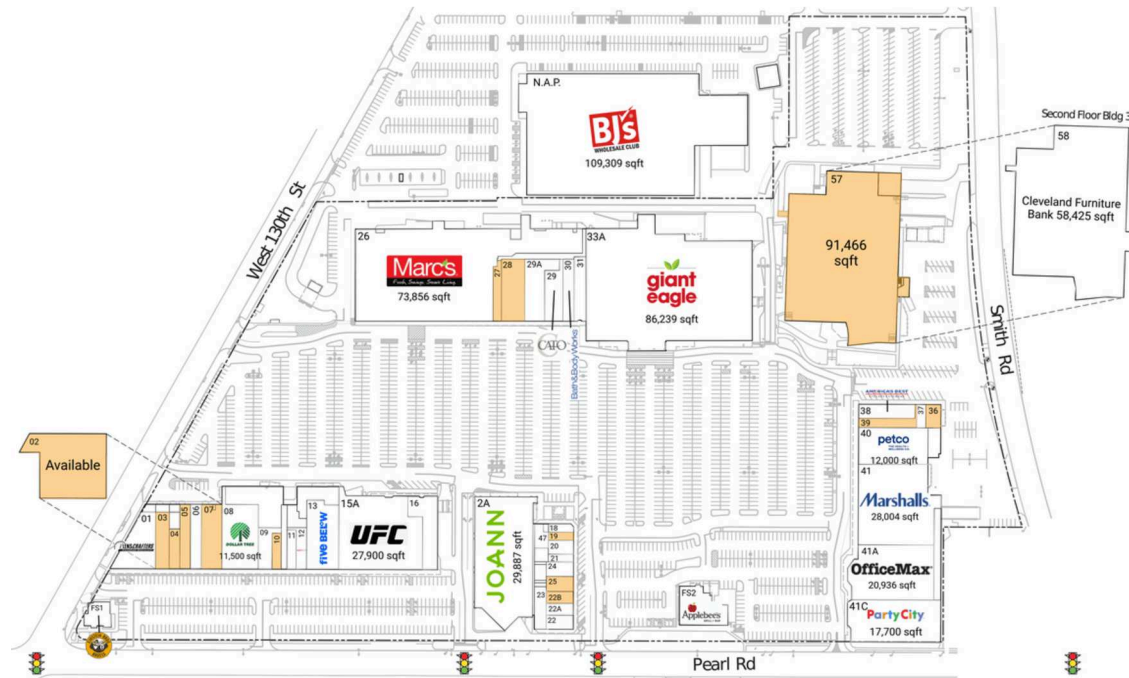 N.A.P.
BJ's
WHOLESALE CLUB
109,309 sqft
Second Floor Bldg 3
58
Cleveland Furniture
Bank 58,425 sqft
57
91,466
sqft
West 130th St
26
Marc's
73,856 sqft
27
28
29A
29
30
31
33A
giant
eagle
86,239 sqft
CATO
Bath & Body Works
Smith Rd
38
37
36
39
40
petco
12,000 sqft
41
Marshalls
28,004 sqft
41A
OfficeMax
20,936 sqft
41C
PartyCity
17,700 sqft
02
Available
01
03
04
05
06
07
08
DOLLAR TREE
11,500 sqft
09
10
11
12
13
five BELOW
15A
16
UFC
27,900 sqft
2A
JOANN
29,887 sqft
18
47
19
20
21
24
25
23
22B
22A
22
FS1
FS2
Applebee's
Pearl Rd